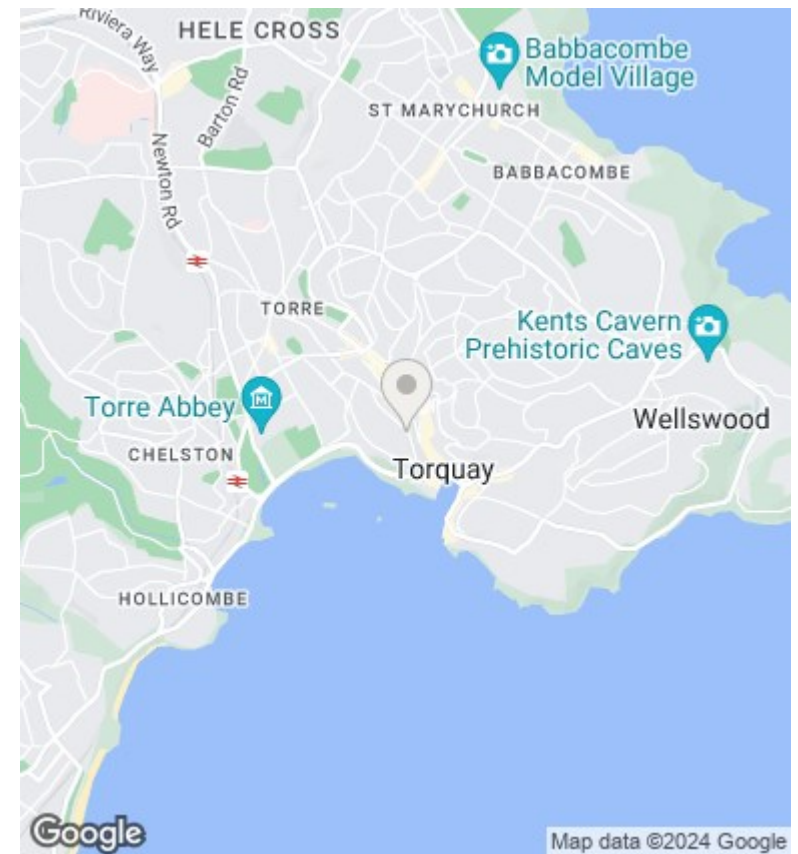 Riviera Way
HELE CROSS
Barton Rd
Newton Rd
Babbacombe
Model Village
ST MARYCHURCH
BABBACOMBE
TORRE
Kents Cavern
Prehistoric Caves
Torre Abbey
M
Wellswood
CHELSTON
Torquay
HOLLICOMBE
Google
Map data ©2024 Google